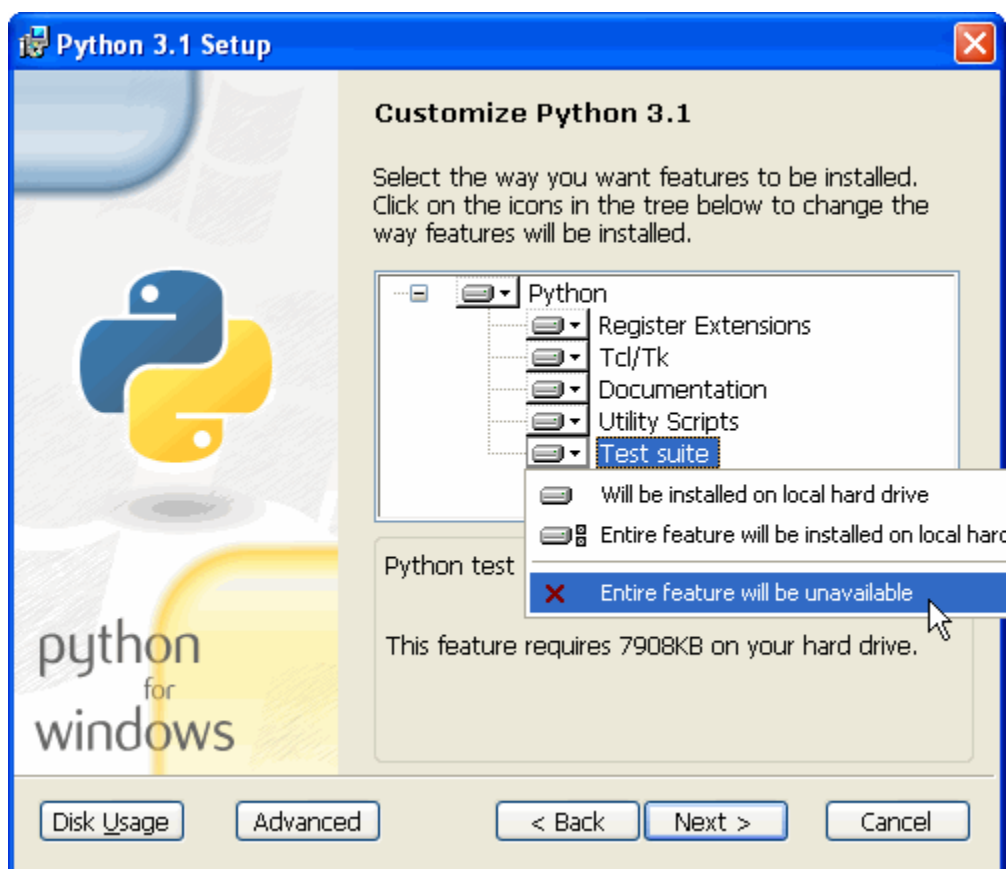 Python 3.1 Setup
Customize Python 3.1
Select the way you want features to be installed.
Click on the icons in the tree below to change the
way features will be installed.
Python
Register Extensions
Tcl/Tk
Documentation
Utility Scripts
Test suite
Will be installed on local hard drive
Entire feature will be installed on local hard
Entire feature will be unavailable
Python test
This feature requires 7908KB on your hard drive.
python
for
windows
Disk Usage
Advanced
< Back
Next >
Cancel